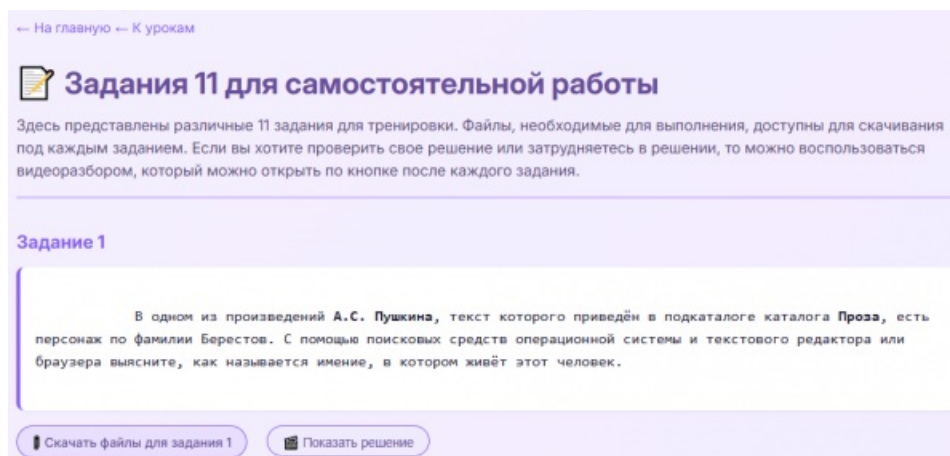 ← На главную ← К урокам
Задания 11 для самостоятельной работы
Здесь представлены различные 11 задания для тренировки. Файлы, необходимые для выполнения, доступны для скачивания
под каждым заданием. Если вы хотите проверить свое решение или затрудняетесь в решении, то можно воспользоваться
видеоразбором, который можно открыть по кнопке после каждого задания.
Задание 1
В одном из произведений А.С. Пушкина, текст которого приведён в подкаталоге каталога Проза, есть
персонаж по фамилии Берестов. С помощью поисковых средств операционной системы и текстового редактора или
браузера выясните, как называется имение, в котором живёт этот человек.
Скачать файлы для задания 1
Показать решение